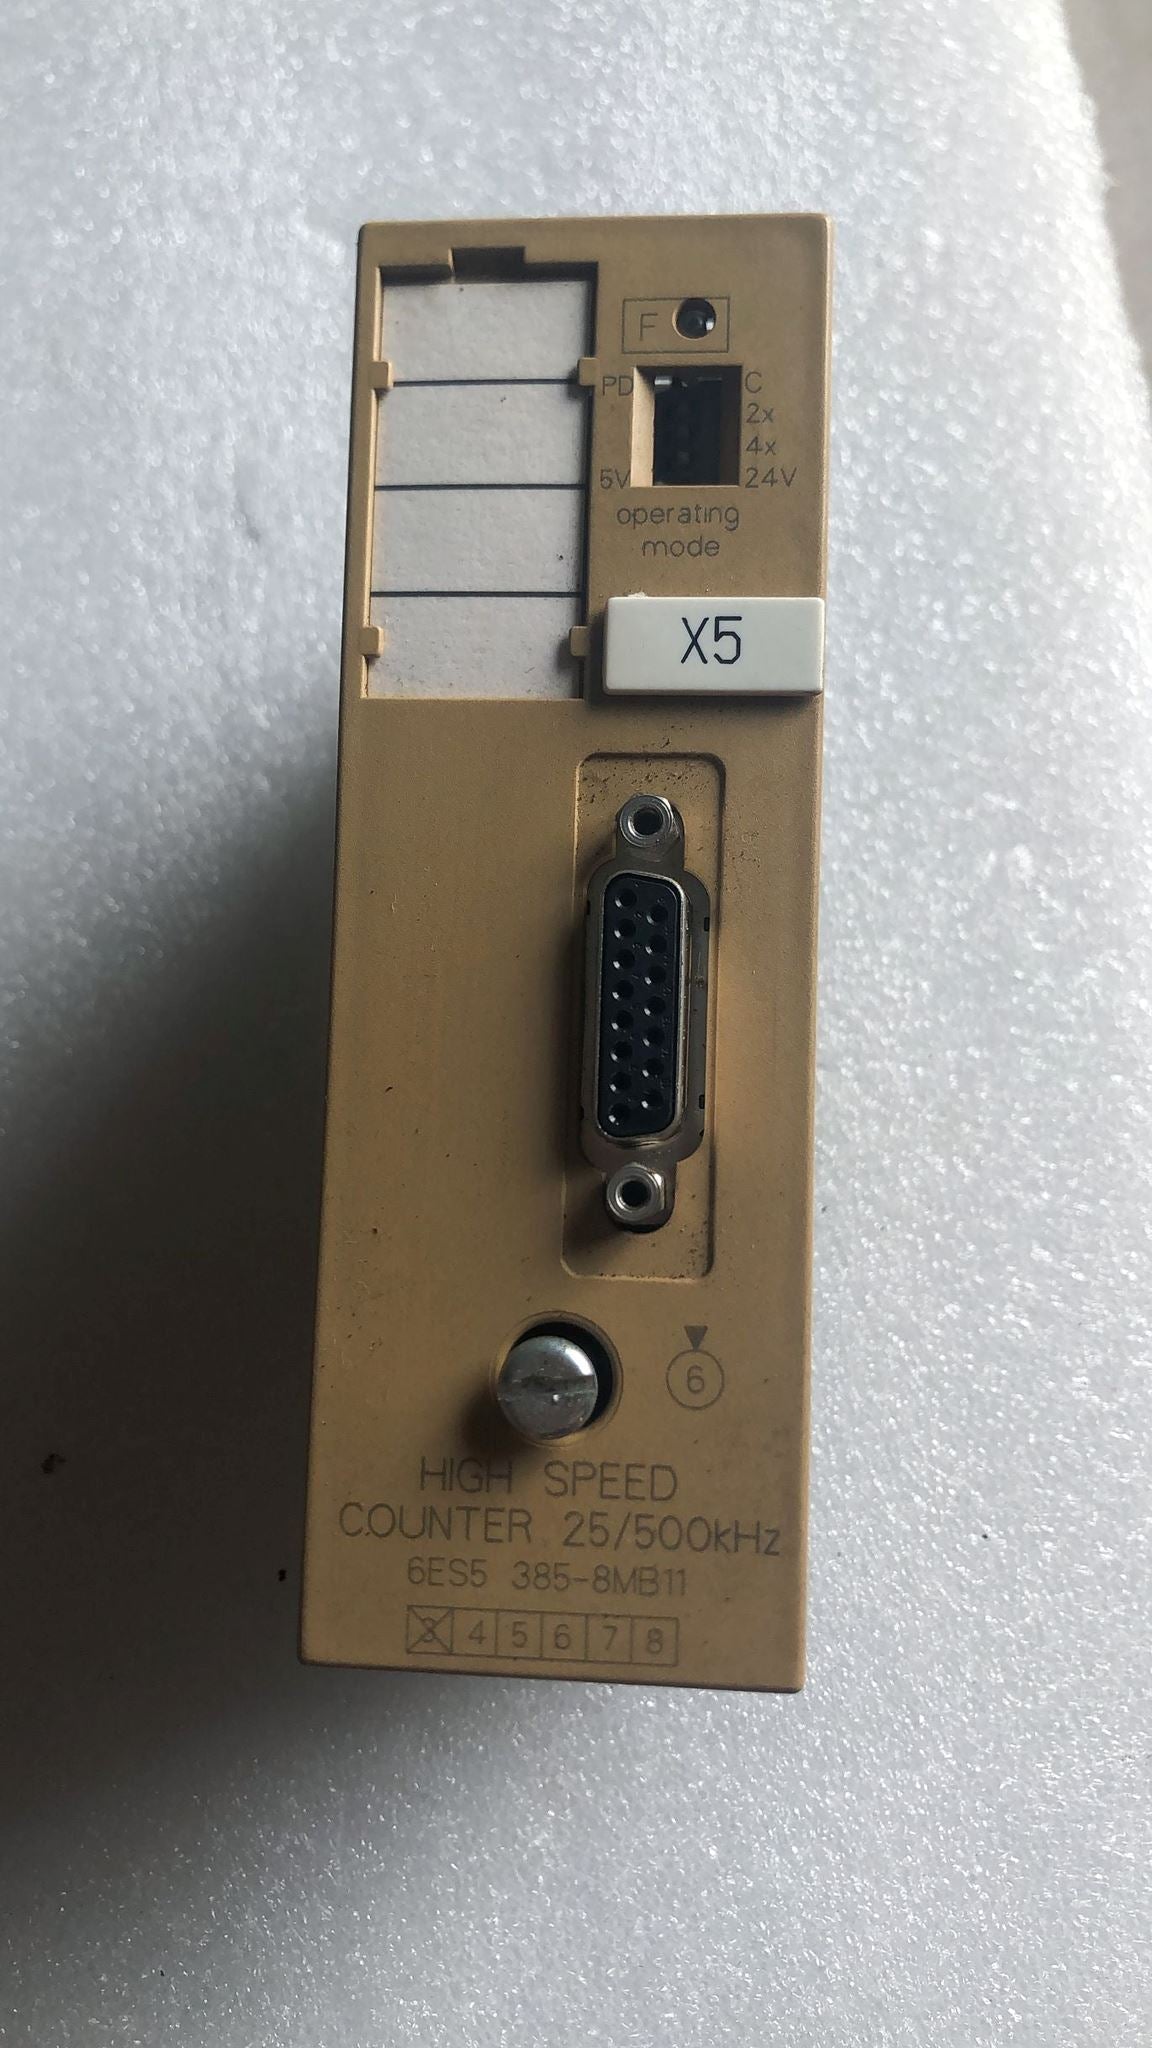 F
PD C
2x
4x
5V 24V
operating
mode
X5
6
HIGH SPEED
COUNTER 25/500kHz
6ES5 385-8MB11
3 4 5 6 7 8